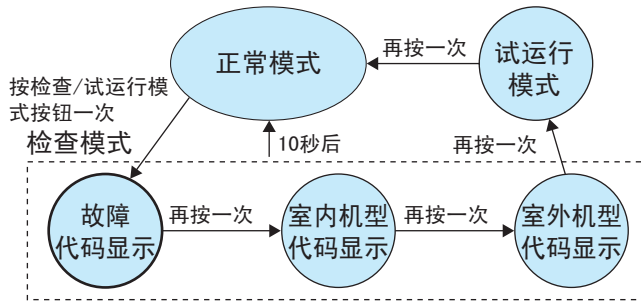 正常模式
再按一次
试运行
模式
按检查/试运行模
式按钮一次
检查模式
10秒后
再按一次
故障
代码显示
再按一次
室内机型
代码显示
再按一次
室外机型
代码显示